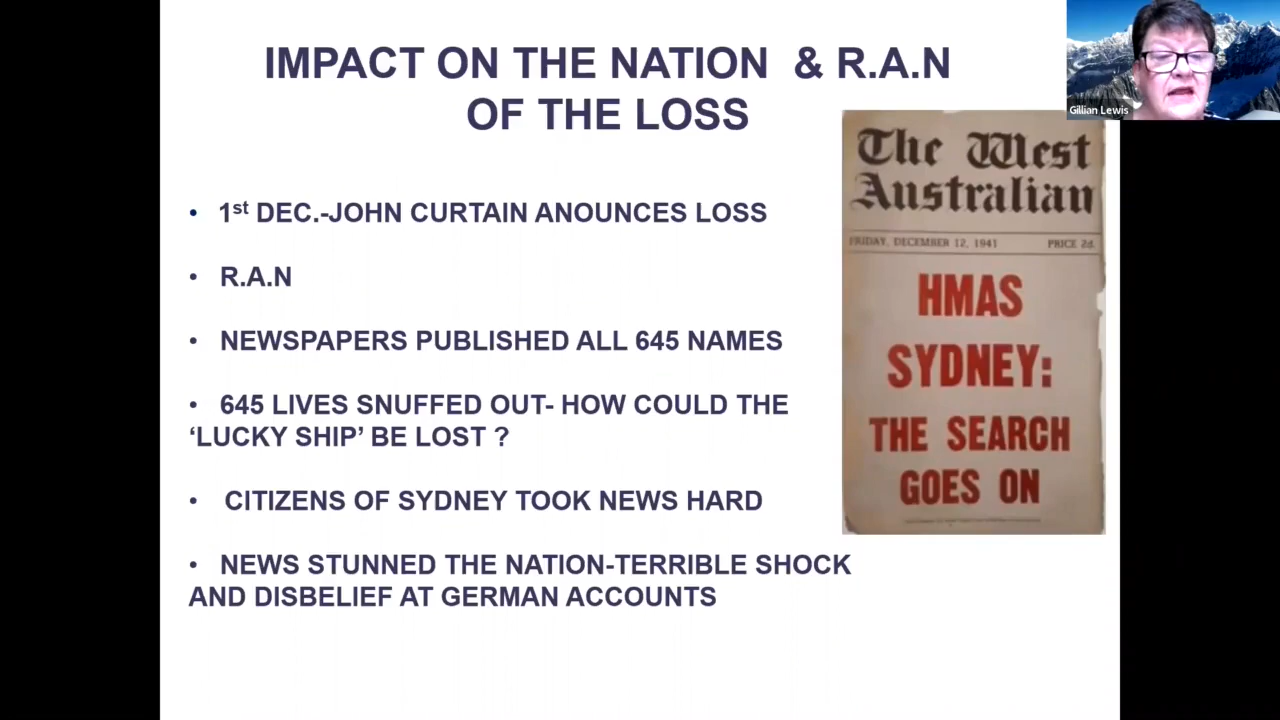 IMPACT ON THE NATION & R.A.N
OF THE LOSS
• 1st DEC.-JOHN CURTAIN ANOUNCES LOSS
• R.A.N
• NEWSPAPERS PUBLISHED ALL 645 NAMES
• 645 LIVES SNUFFED OUT- HOW COULD THE
‘LUCKY SHIP’ BE LOST ?
• CITIZENS OF SYDNEY TOOK NEWS HARD
• NEWS STUNNED THE NATION-TERRIBLE SHOCK
AND DISBELIEF AT GERMAN ACCOUNTS
The West
Australian
FRIDAY, DECEMBER 12, 1941 PRICE 2d.
HMAS
SYDNEY:
THE SEARCH
GOES ON
Gillian Lewis